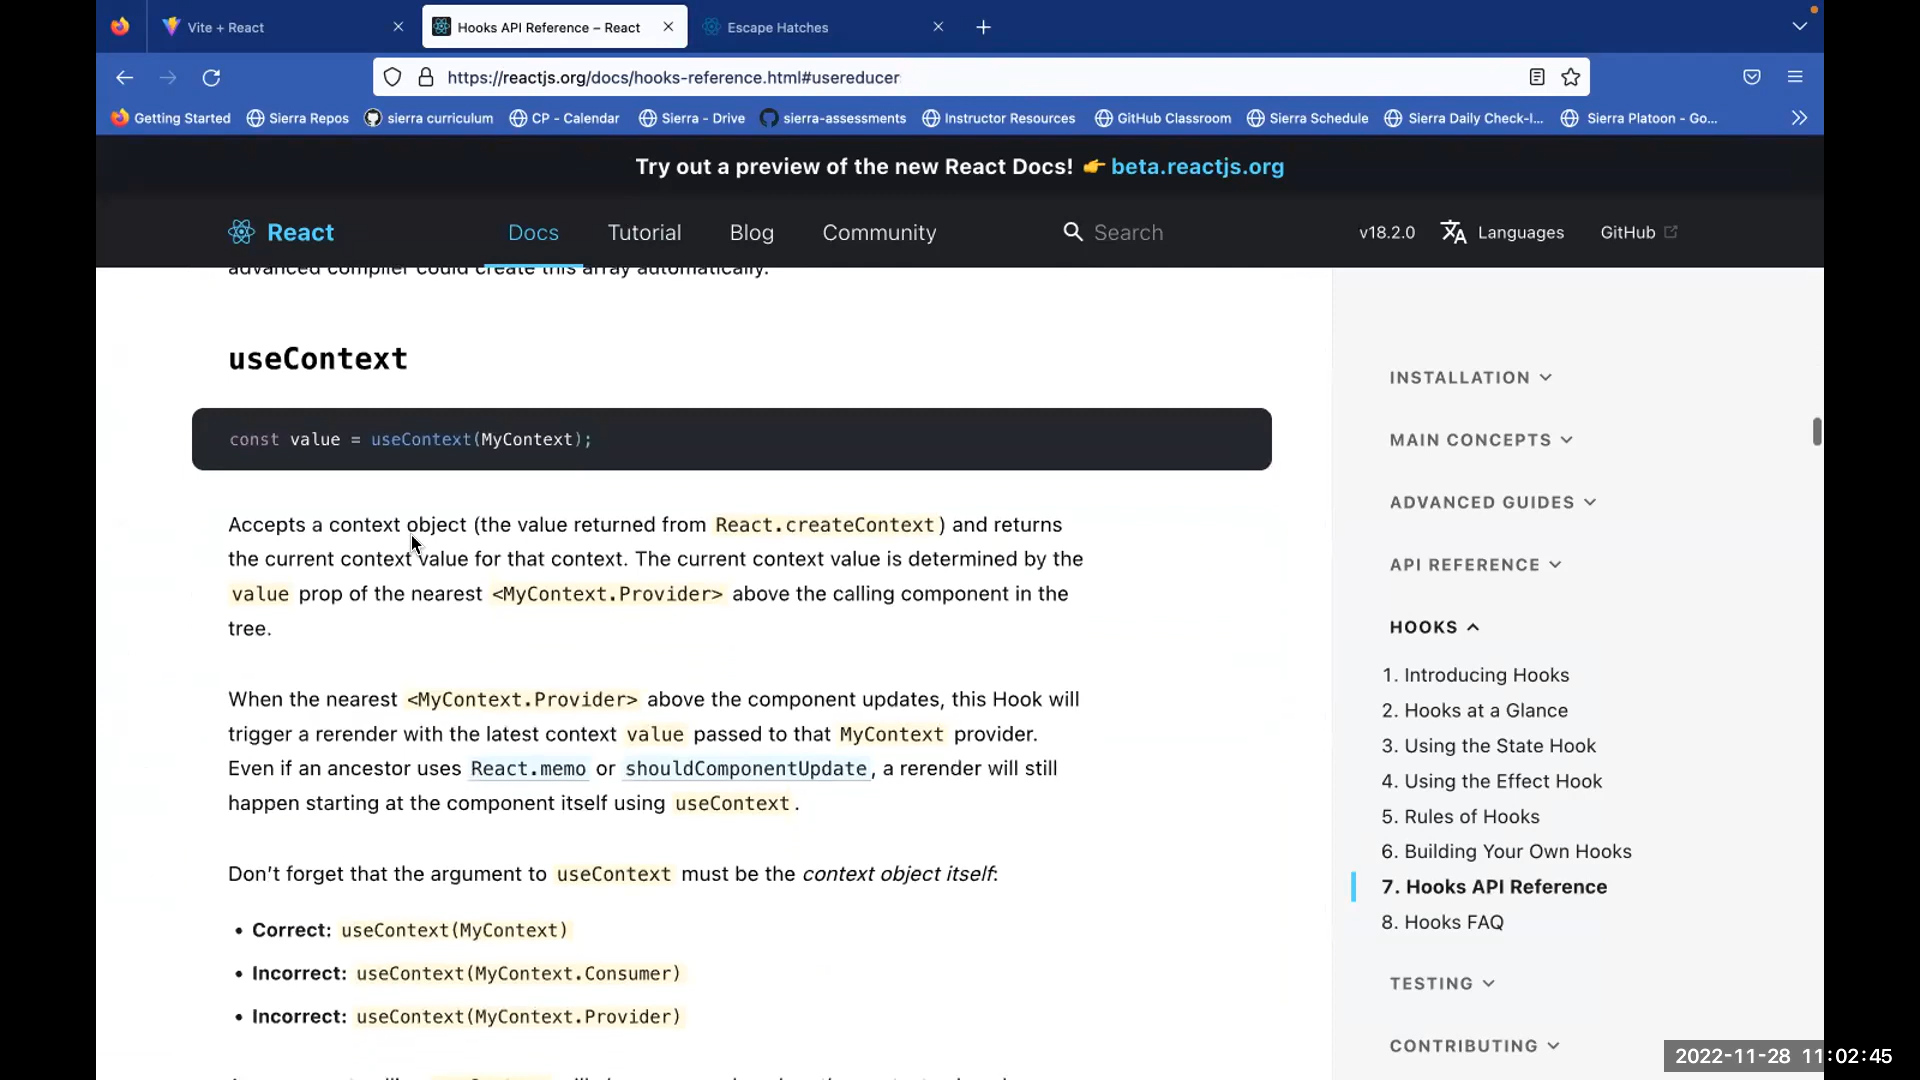 Vite + React
Hooks API Reference – React
Escape Hatches
https://reactjs.org/docs/hooks-reference.html#usereducer
Getting Started
Sierra Repos
sierra curriculum
CP - Calendar
Sierra - Drive
sierra-assessments
Instructor Resources
GitHub Classroom
Sierra Schedule
Sierra Daily Check-I...
Sierra Platoon - Go...
Try out a preview of the new React Docs! 👉 beta.reactjs.org
React
Docs
Tutorial
Blog
Community
Search
v18.2.0
Languages
GitHub
advanced compiler could create this array automatically.
useContext
const value = useContext(MyContext);
Accepts a context object (the value returned from React.createContext) and returns
the current context value for that context. The current context value is determined by the
value prop of the nearest <MyContext.Provider> above the calling component in the
tree.
When the nearest <MyContext.Provider> above the component updates, this Hook will
trigger a rerender with the latest context value passed to that MyContext provider.
Even if an ancestor uses React.memo or shouldComponentUpdate, a rerender will still
happen starting at the component itself using useContext.
Don’t forget that the argument to useContext must be the context object itself:
• Correct: useContext(MyContext)
• Incorrect: useContext(MyContext.Consumer)
• Incorrect: useContext(MyContext.Provider)
INSTALLATION
MAIN CONCEPTS
ADVANCED GUIDES
API REFERENCE
HOOKS
1. Introducing Hooks
2. Hooks at a Glance
3. Using the State Hook
4. Using the Effect Hook
5. Rules of Hooks
6. Building Your Own Hooks
7. Hooks API Reference
8. Hooks FAQ
TESTING
CONTRIBUTING
2022-11-28 11:02:45